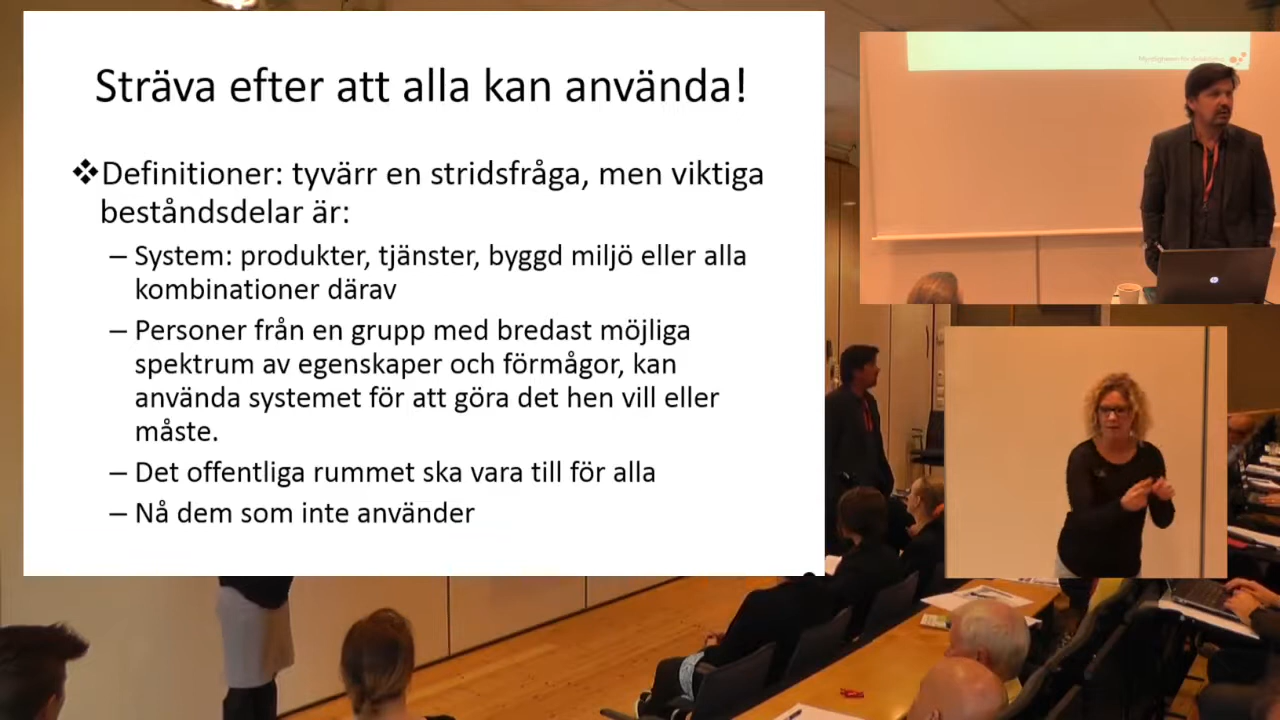 Sträva efter att alla kan använda!
❖Definitioner: tyvärr en stridsfråga, men viktiga
beståndsdelar är:
– System: produkter, tjänster, byggd miljö eller alla
kombinationer därav
– Personer från en grupp med bredast möjliga
spektrum av egenskaper och förmågor, kan
använda systemet för att göra det hen vill eller
måste.
– Det offentliga rummet ska vara till för alla
– Nå dem som inte använder
Myndigheten för delaktighet